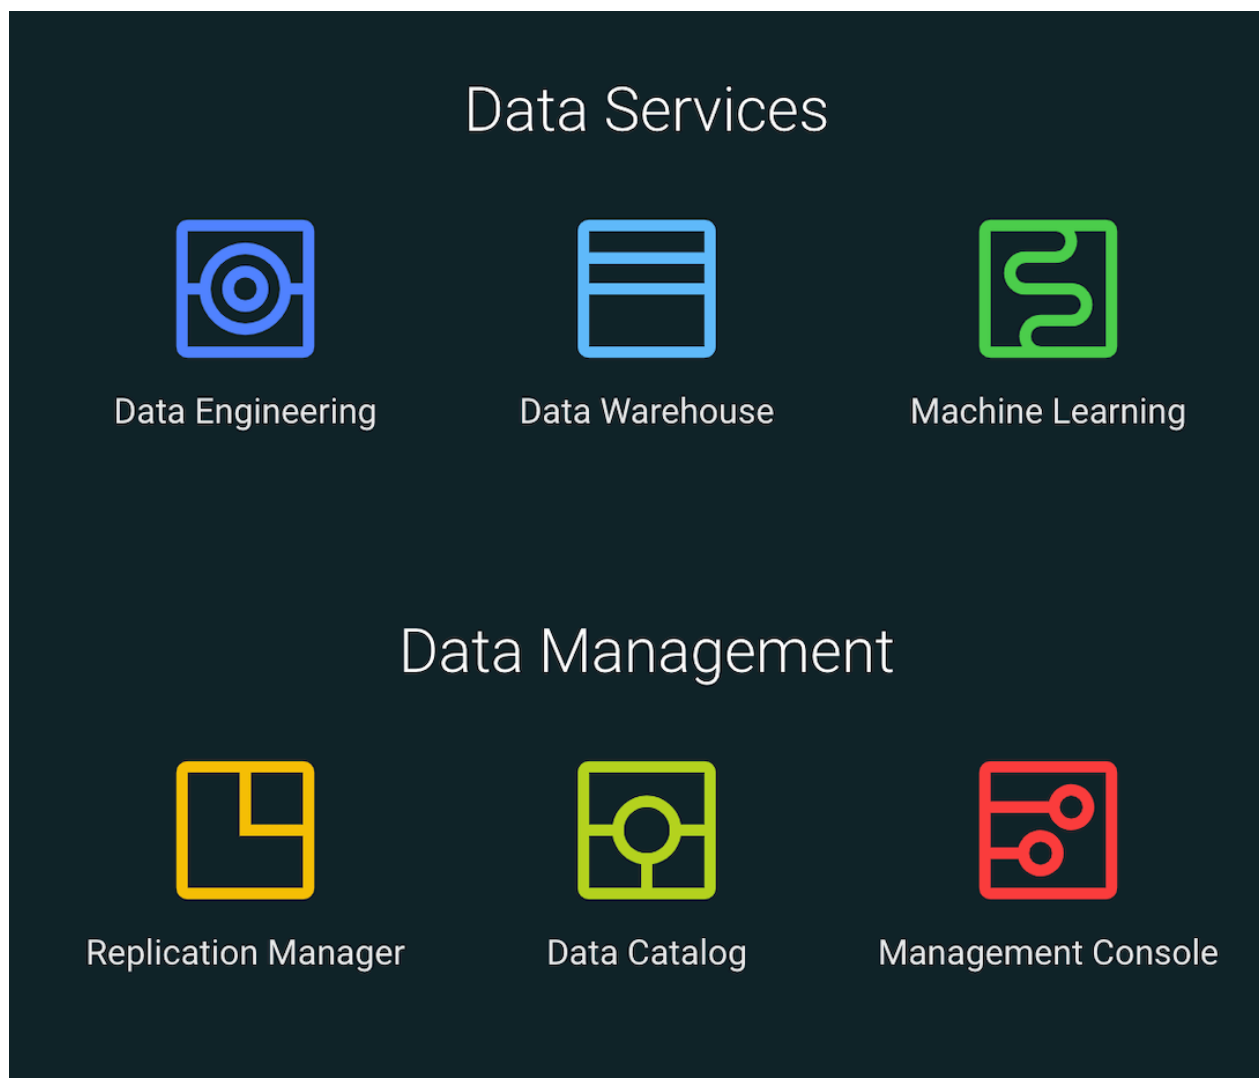 Data Services
Data Engineering
Data Warehouse
Machine Learning
Data Management
Replication Manager
Data Catalog
Management Console